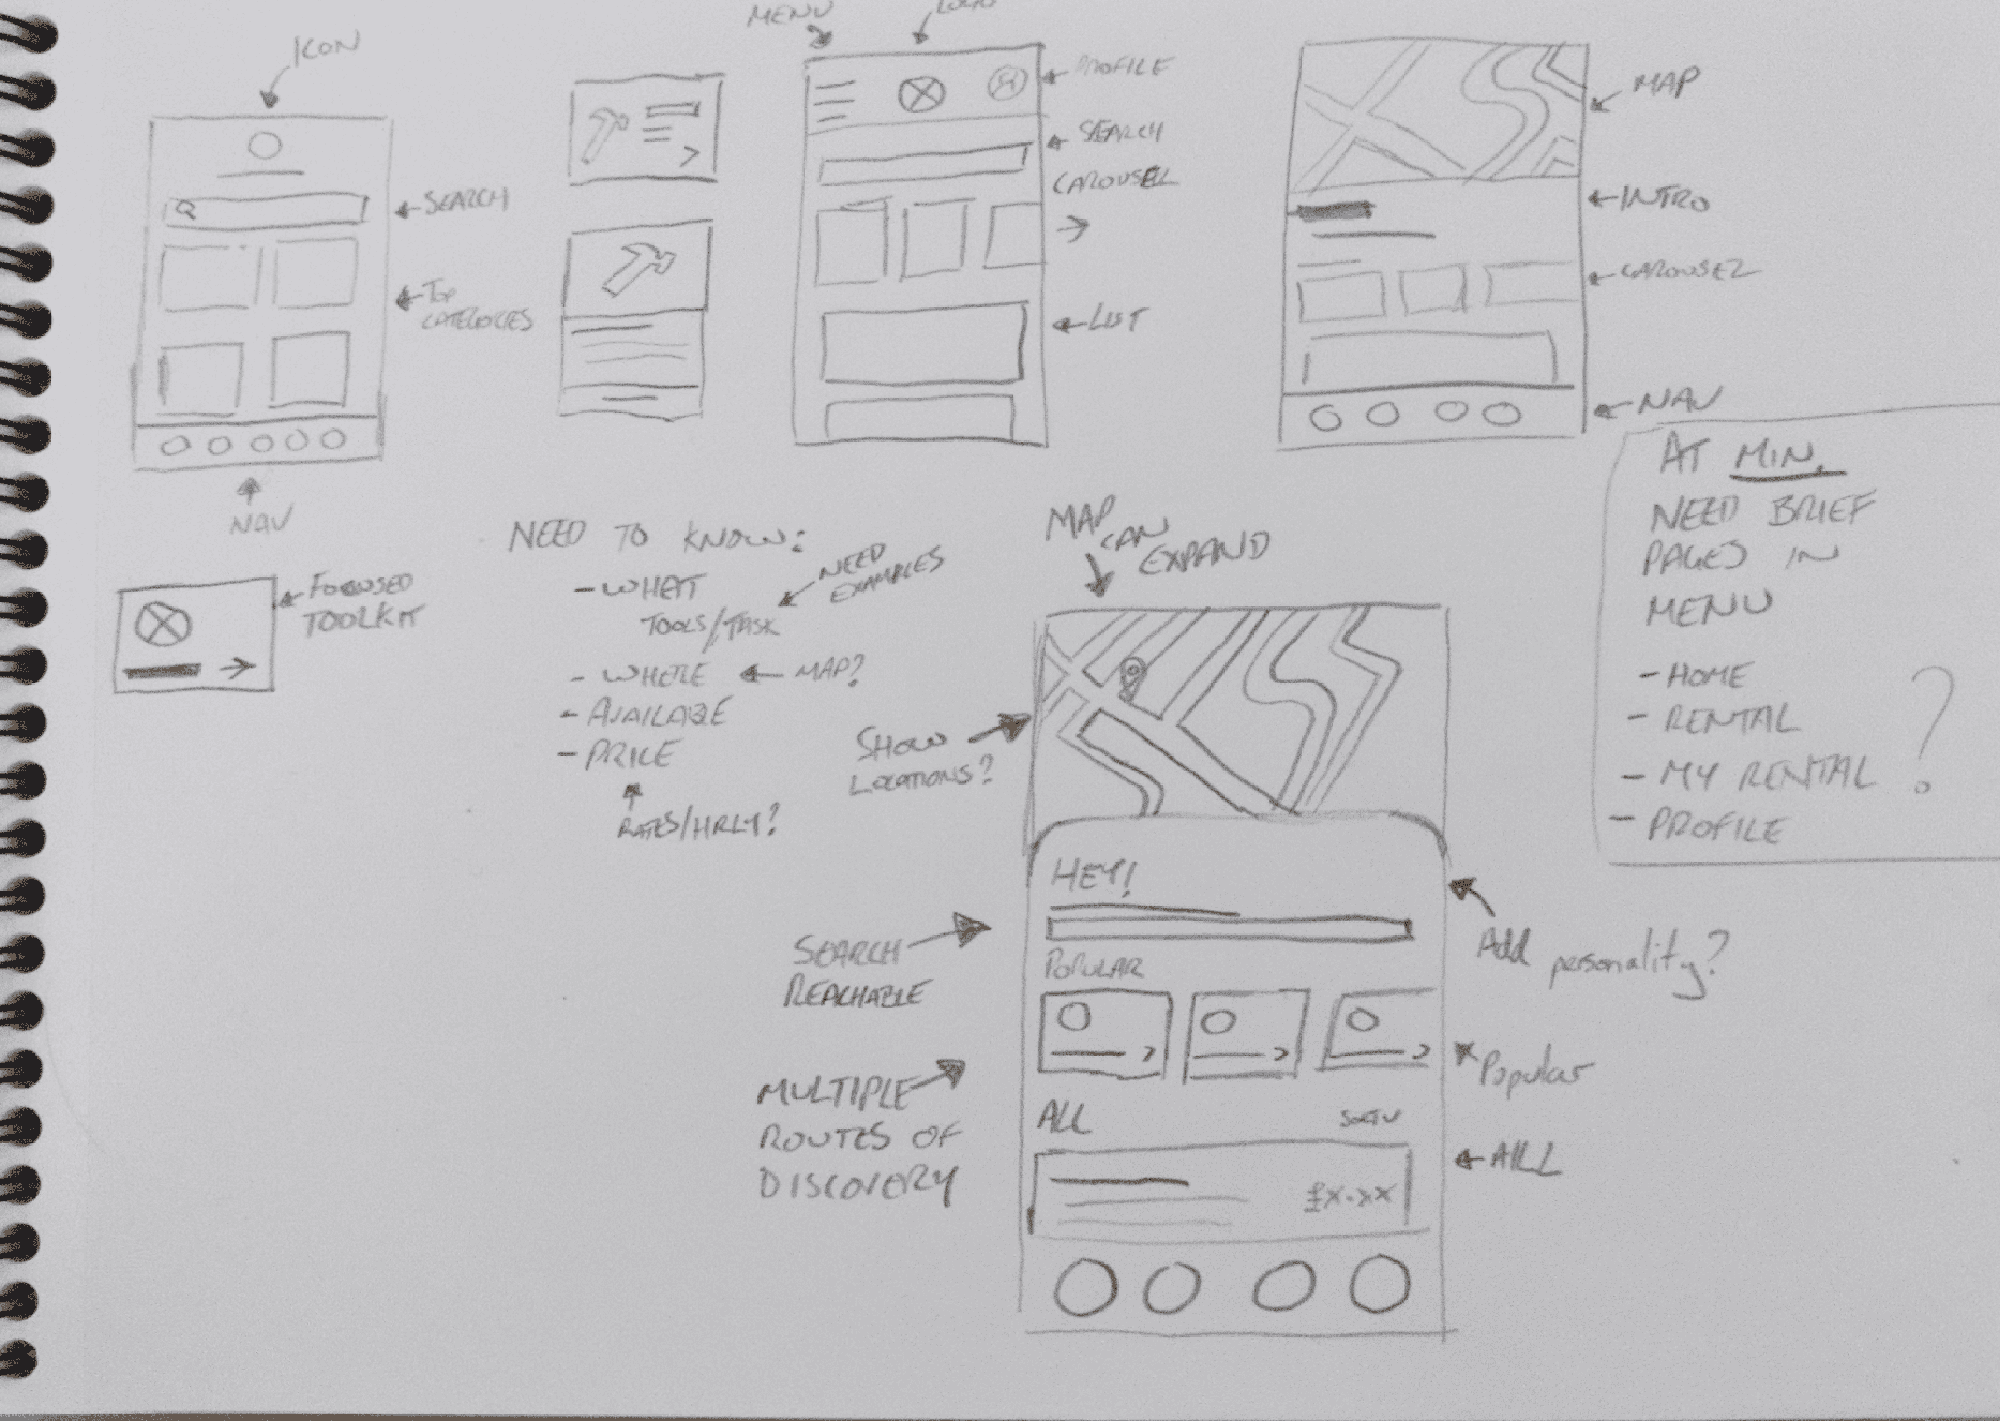 ICON
SEARCH
TOP
CATEGORIES
NAV
FOCUSED
TOOLKIT
MENU
LOGO
PROFILE
SEARCH
CAROUSEL
LIST
MAP
INTRO
CAROUSEL
NAV
NEED TO KNOW:
- WHAT
TOOLS/TASK
NEED
EXAMPLES
- WHERE
MAP?
- AVAILABLE
- PRICE
RATES/HRLY?
MAP
CAN
EXPAND
SHOW
LOCATIONS?
HEY!
SEARCH
REACHABLE
Add personality?
POPULAR
Popular
MULTIPLE
ROUTES OF
DISCOVERY
ALL
ALL
£X.XX
AT MIN.
NEED BRIEF
PAGES IN
MENU
- HOME
- RENTAL
- MY RENTAL
- PROFILE
?